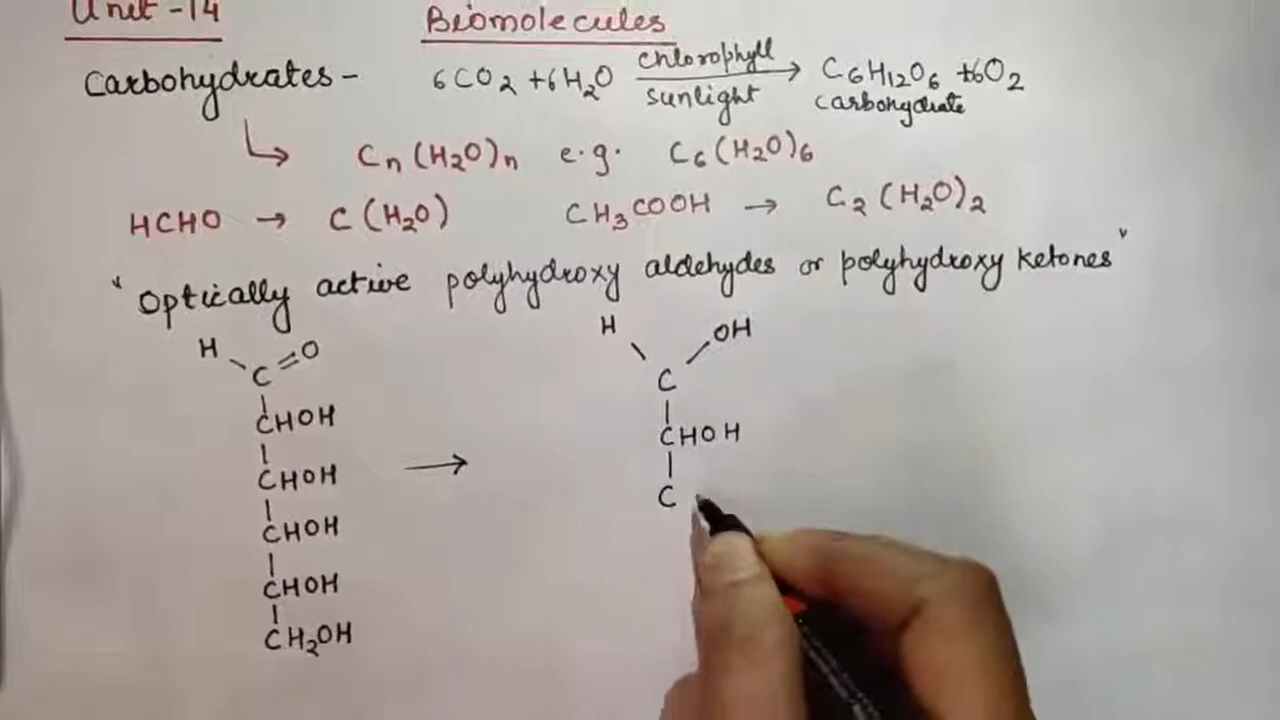 Unit -14
Biomolecules
Carbohydrates - 6CO2 +6H2O chlorophyll sunlight → C6H12O6 +6O2
carbohydrate
↳ Cn(H2O)n e.g. C6(H2O)6
HCHO → C(H2O) CH3COOH → C2(H2O)2
"Optically active polyhydroxy aldehydes or polyhydroxy ketones"
H C=O
CHOH
CHOH
CHOH
CHOH
CH2OH
→
H OH
C
CHOH
C